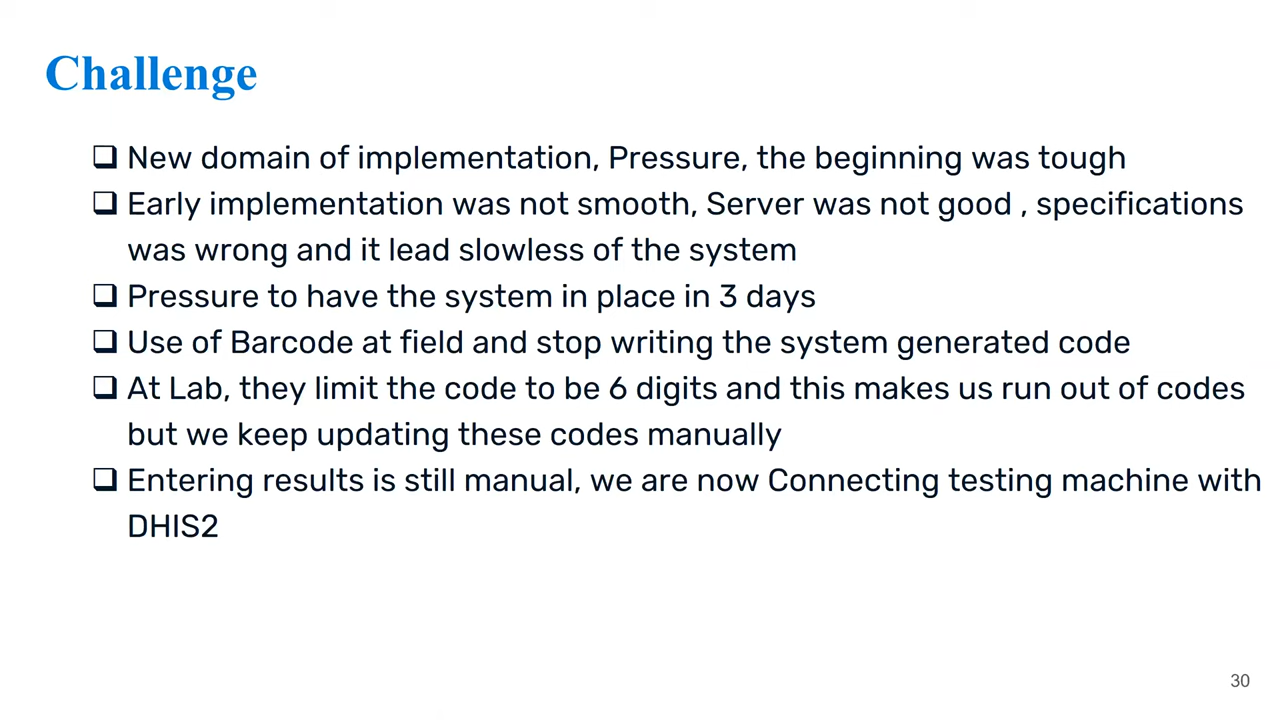 Challenge
❑ New domain of implementation, Pressure, the beginning was tough
❑ Early implementation was not smooth, Server was not good , specifications
was wrong and it lead slowless of the system
❑ Pressure to have the system in place in 3 days
❑ Use of Barcode at field and stop writing the system generated code
❑ At Lab, they limit the code to be 6 digits and this makes us run out of codes
but we keep updating these codes manually
❑ Entering results is still manual, we are now Connecting testing machine with
DHIS2
30